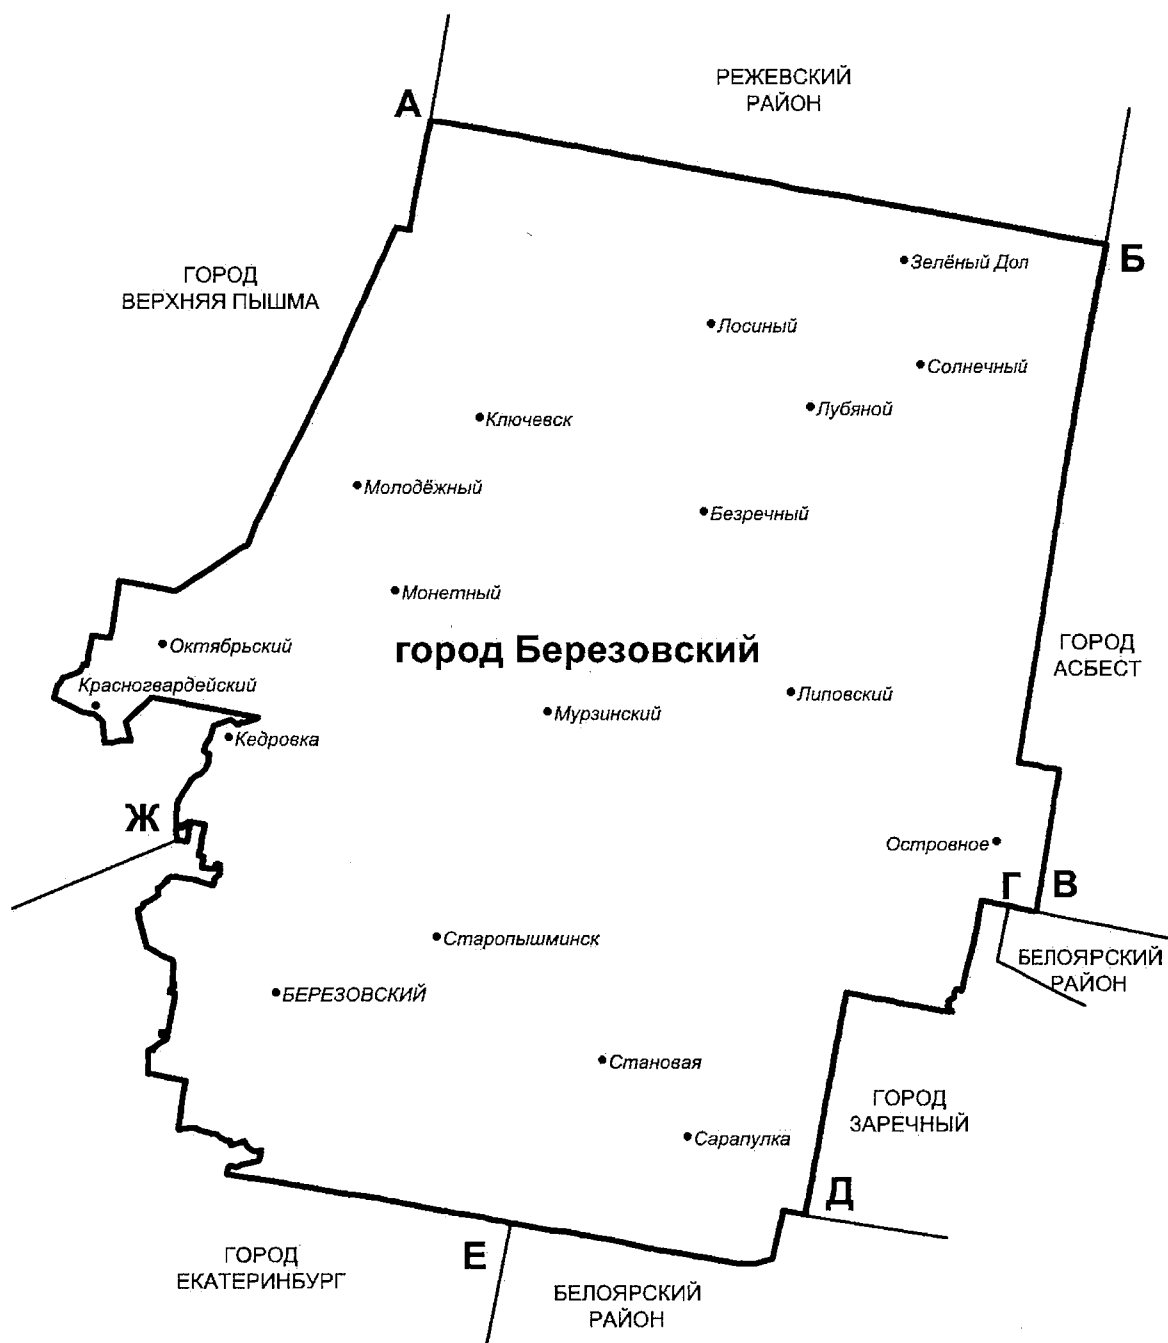 РЕЖЕВСКИЙ
РАЙОН
А
Б
Зелёный Дол
ГОРОД
ВЕРХНЯЯ ПЫШМА
Лосиный
Солнечный
Лубяной
Ключевск
Молодёжный
Безречный
Монетный
Октябрьский
город Березовский
ГОРОД
АСБЕСТ
Красногвардейский
Липовский
Мурзинский
Кедровка
Ж
Островное
Г
В
Старопышминск
БЕЛОЯРСКИЙ
РАЙОН
БЕРЕЗОВСКИЙ
Становая
ГОРОД
ЗАРЕЧНЫЙ
Сарапулка
Д
Е
ГОРОД
ЕКАТЕРИНБУРГ
БЕЛОЯРСКИЙ
РАЙОН